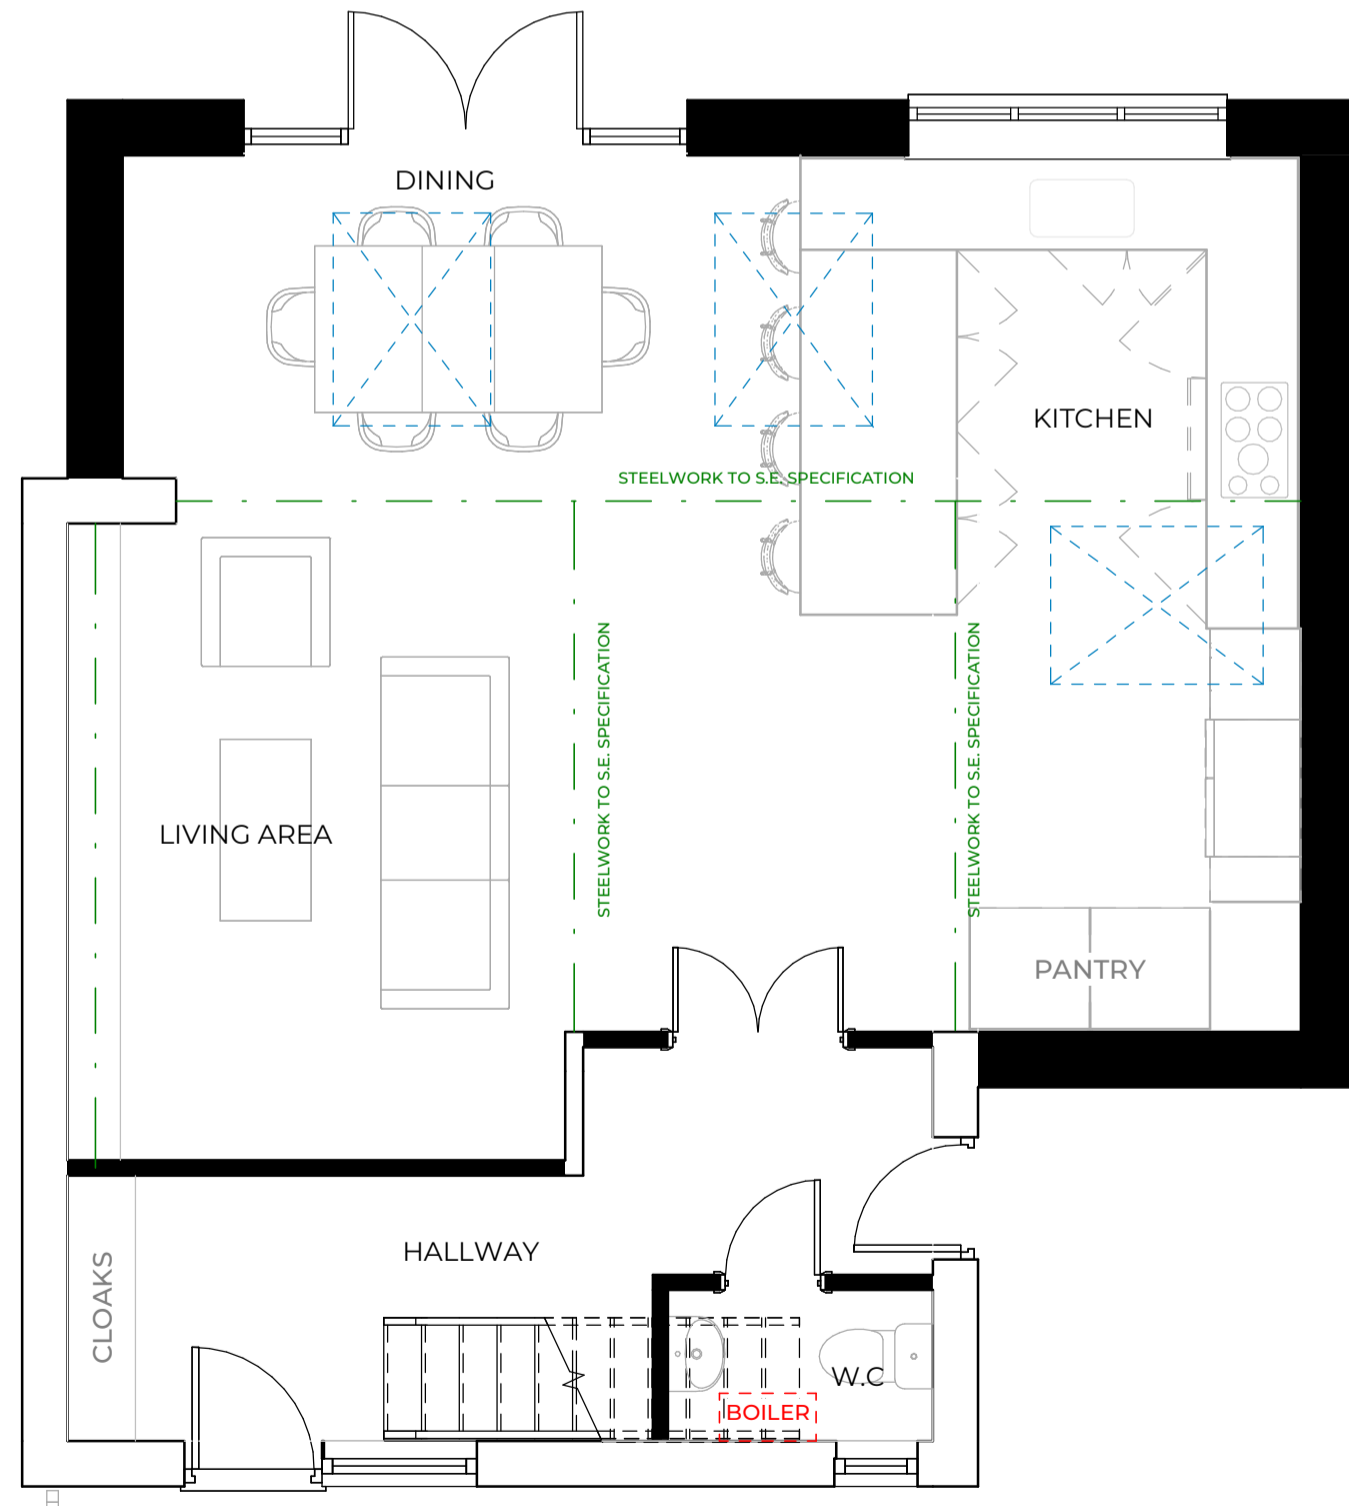 DINING
KITCHEN
STEELWORK TO S.E. SPECIFICATION
STEELWORK TO S.E. SPECIFICATION
STEELWORK TO S.E. SPECIFICATION
LIVING AREA
PANTRY
HALLWAY
CLOAKS
W.C
BOILER